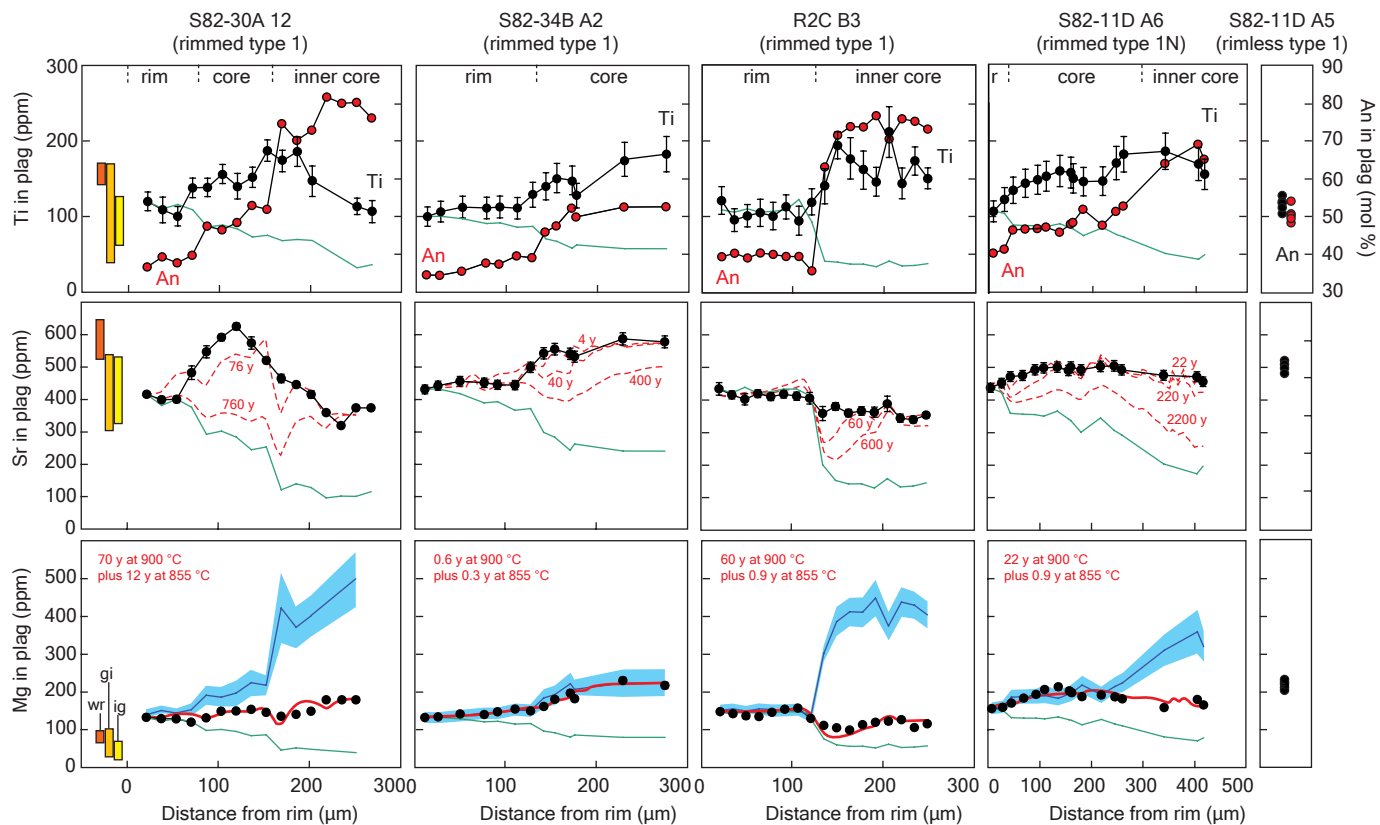 S82-30A 12 S82-34B A2 R2C B3 S82-11D A6 S82-11D A5
(rimmed type 1) (rimmed type 1) (rimmed type 1) (rimmed type 1N) (rimless type 1)
300 rim core inner core rim core rim inner core r core inner core 90
80
Ti
200 Ti Ti 70
Ti
60
100 50
An
An An An An 40
0 30
Ti in plag (ppm)
An in plag (mol %)
600
500
400
300
200
100
0
Sr in plag (ppm)
76 y
760 y
4 y
40 y
400 y
60 y
600 y
22 y
220 y
2200 y
70 y at 900 °C 0.6 y at 900 °C 60 y at 900 °C 22 y at 900 °C
plus 12 y at 855 °C plus 0.3 y at 855 °C plus 0.9 y at 855 °C plus 0.9 y at 855 °C
500
400
300
200
100
0
Mg in plag (ppm)
gi
wr ig
0 100 200 300 0 100 200 300 0 100 200 300 0 100 200 300 400 500
Distance from rim (µm) Distance from rim (µm) Distance from rim (µm) Distance from rim (µm)